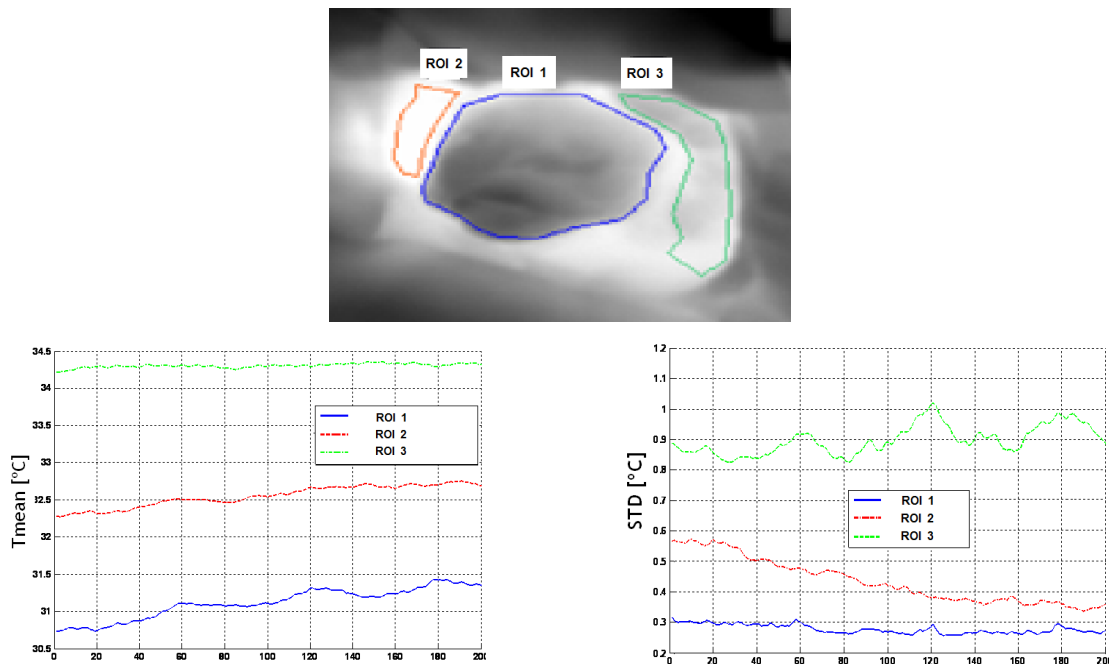 ROI 2
ROI 1
ROI 3
Tmean [°C]
34.5
34
33.5
33
32.5
32
31.5
31
30.5
0 20 40 60 80 100 120 140 160 180 200
ROI 1
ROI 2
ROI 3
STD [°C]
1.2
1.1
1
0.9
0.8
0.7
0.6
0.5
0.4
0.3
0.2
0 20 40 60 80 100 120 140 160 180 200
ROI 1
ROI 2
ROI 3